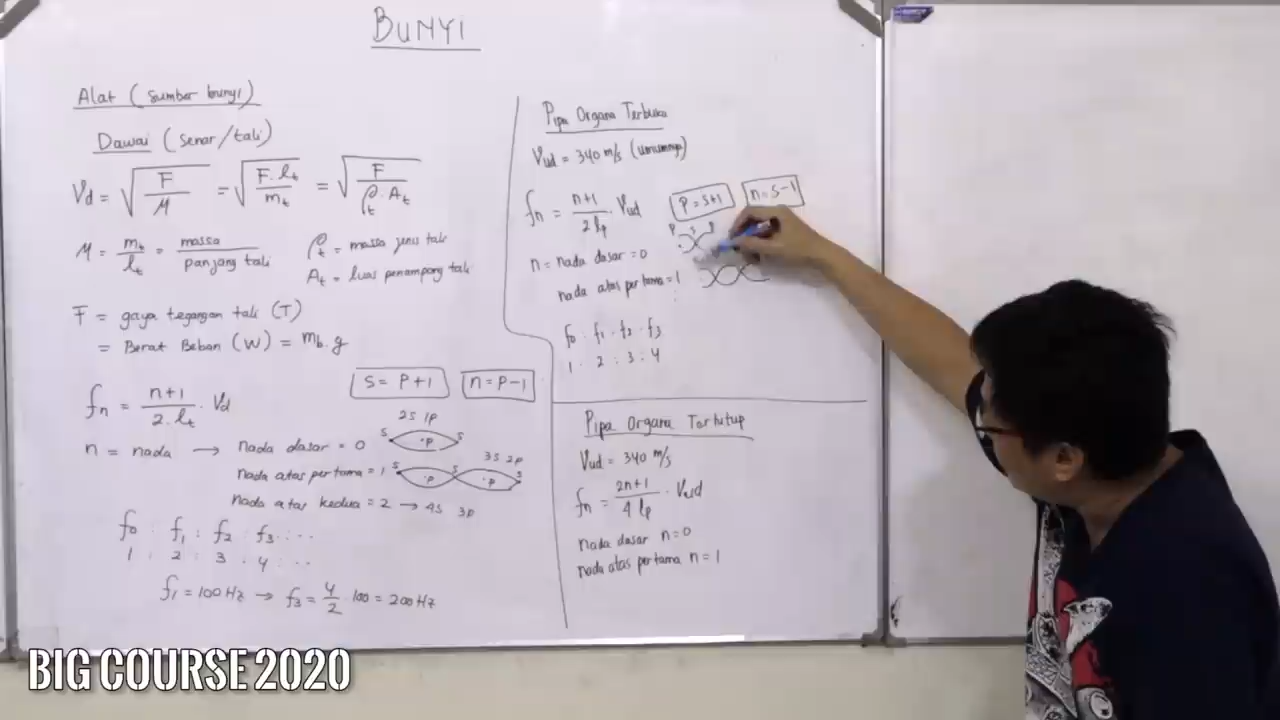 BUNYI
Alat (Sumber bunyi)
Dawai (Senar/tali)
Vd = √(F/μ) = √(F.lt/mt) = √(F/ρt.At)
μ = mt/lt = massa/panjang tali
ρt = massa jenis tali
At = luas penampang tali
F = gaya tegangan tali (T)
= Berat Beban (W) = mb.g
S = P+1
n = P-1
fn = n+1/2.lt . Vd
n = nada → nada dasar = 0
2S 1P
S .P S
nada atas pertama = 1
3S 2P
S .P S .P S
nada atas kedua = 2 → 4S 3P
f0 : f1 : f2 : f3 ...
1 : 2 : 3 : 4 : ...
f1 = 100 Hz → f3 = 4/2 . 100 = 200 Hz
Pipa Organa Terbuka
Vud = 340 m/s (umumnya)
fn = n+1/2lp . Vud
P = S+1
n = S-1
P S P
n = nada dasar = 0
nada atas pertama = 1
f0 : f1 : f2 : f3
1 : 2 : 3 : 4
Pipa Organa Tertutup
Vud = 340 m/s
fn = 2n+1/4 lp . Vud
nada dasar n = 0
nada atas pertama n = 1
BIG COURSE 2020